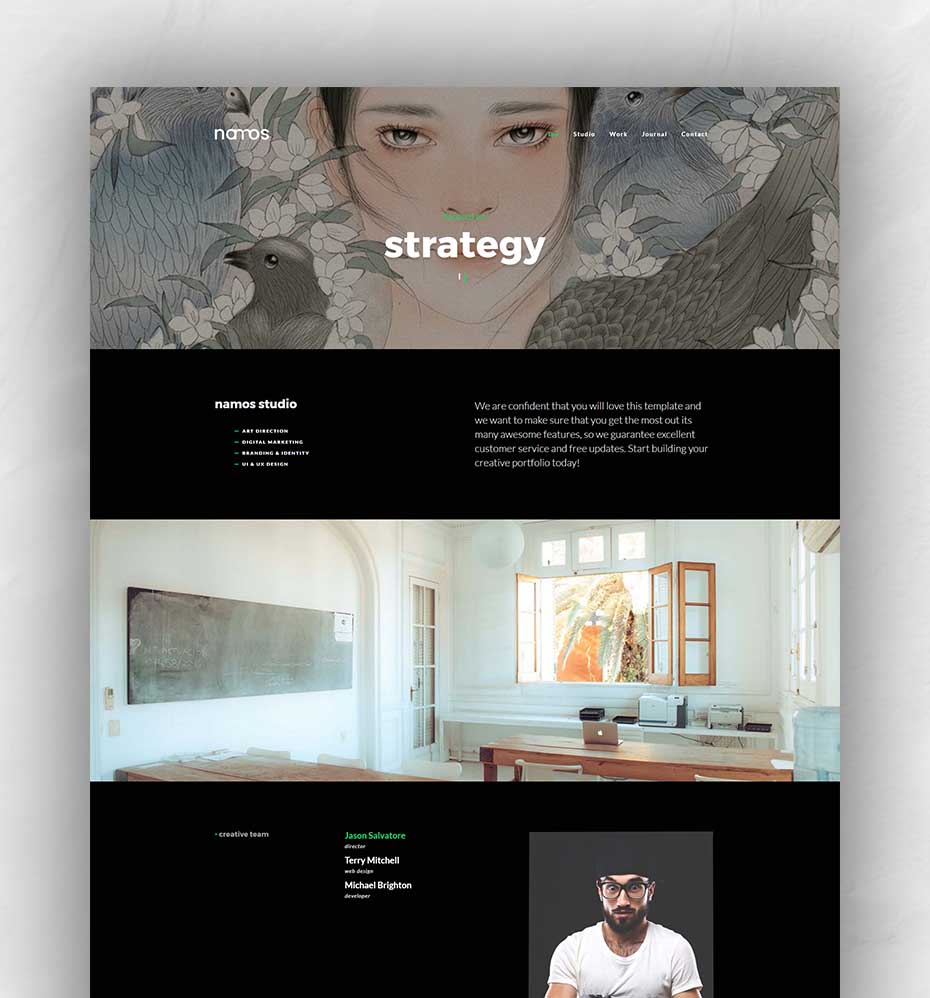 namos
Studio Work Journal Contact
strategy
namos studio
ART DIRECTION
DIGITAL MARKETING
BRANDING & IDENTITY
UI & UX DESIGN
We are confident that you will love this template and
we want to make sure that you get the most out its
many awesome features, so we guarantee excellent
customer service and free updates. Start building your
creative portfolio today!
creative team
Jason Salvatore
director
Terry Mitchell
web design
Michael Brighton
developer